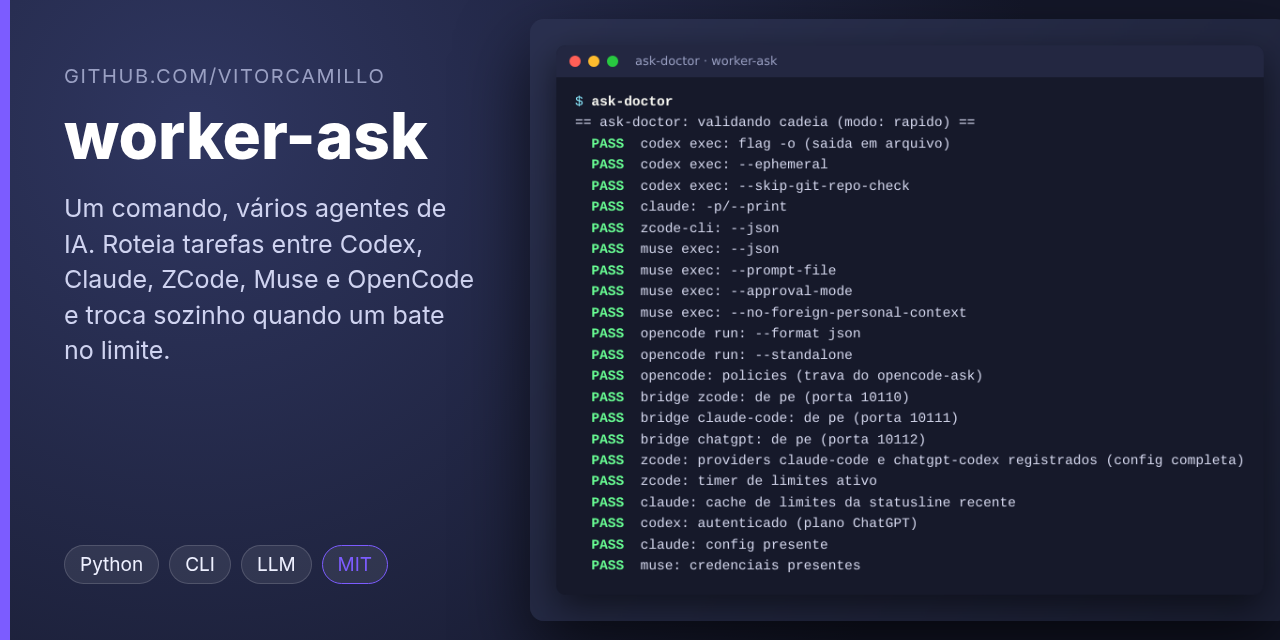 GITHUB.COM/VITORCAMILLO
worker-ask
Um comando, vários agentes de
IA. Roteia tarefas entre Codex,
Claude, ZCode, Muse e OpenCode
e troca sozinho quando um bate
no limite.
Python
CLI
LLM
MIT
ask-doctor · worker-ask
$ ask-doctor
== ask-doctor: validando cadeia (modo: rapido) ==
PASS codex exec: flag -o (saida em arquivo)
PASS codex exec: --ephemeral
PASS codex exec: --skip-git-repo-check
PASS claude: -p/--print
PASS zcode-cli: --json
PASS muse exec: --json
PASS muse exec: --prompt-file
PASS muse exec: --approval-mode
PASS muse exec: --no-foreign-personal-context
PASS opencode run: --format json
PASS opencode run: --standalone
PASS opencode: policies (trava do opencode-ask)
PASS bridge zcode: de pe (porta 10110)
PASS bridge claude-code: de pe (porta 10111)
PASS bridge chatgpt: de pe (porta 10112)
PASS zcode: providers claude-code e chatgpt-codex registrados (config completa)
PASS zcode: timer de limites ativo
PASS claude: cache de limites da statusline recente
PASS codex: autenticado (plano ChatGPT)
PASS claude: config presente
PASS muse: credenciais presentes